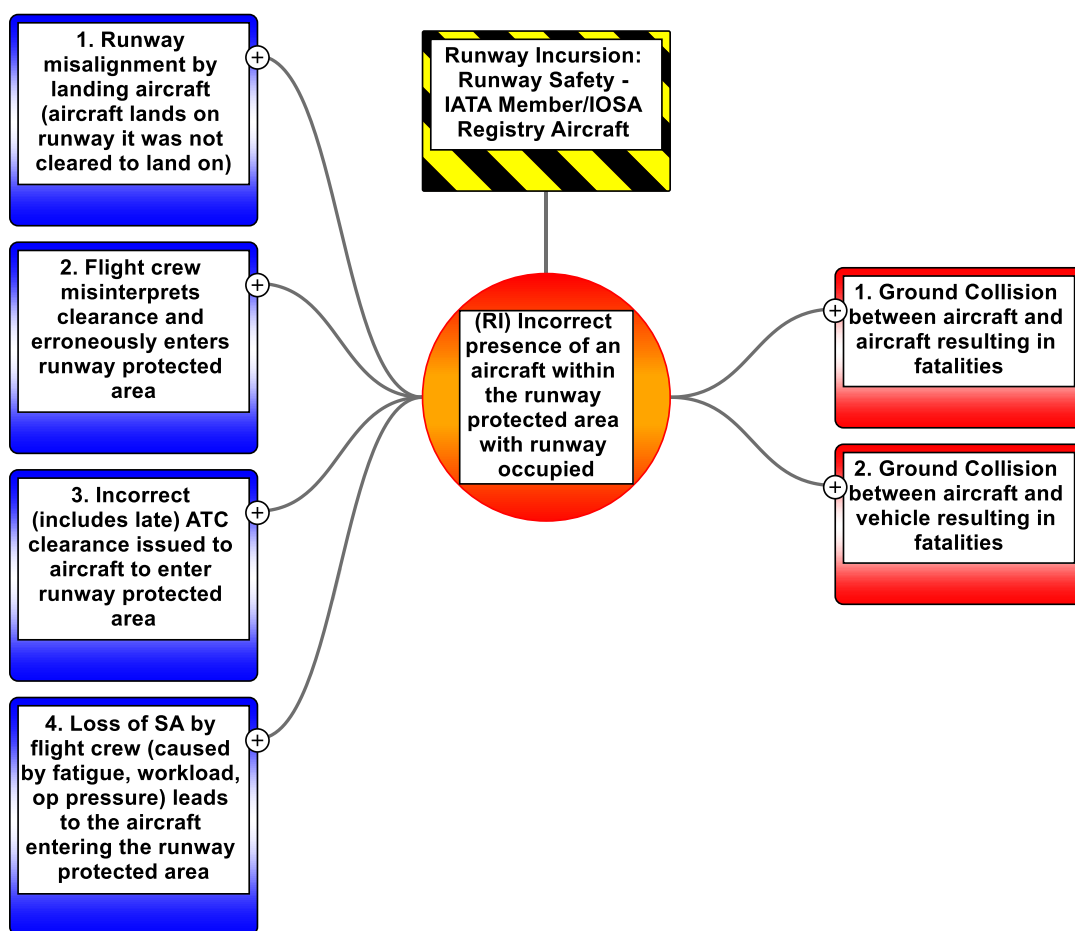 1. Runway
misalignment by
landing aircraft
(aircraft lands on
runway it was not
cleared to land on)
+
Runway Incursion:
Runway Safety -
IATA Member/IOSA
Registry Aircraft
2. Flight crew
misinterprets
clearance and
erroneously enters
runway protected
area
+
(RI) Incorrect
presence of an
aircraft within
the runway
protected area
with runway
occupied
1. Ground Collision
between aircraft and
aircraft resulting in
fatalities
+
2. Ground Collision
between aircraft and
vehicle resulting in
fatalities
+
3. Incorrect
(includes late) ATC
clearance issued to
aircraft to enter
runway protected
area
+
4. Loss of SA by
flight crew (caused
by fatigue, workload,
op pressure) leads
to the aircraft
entering the runway
protected area
+